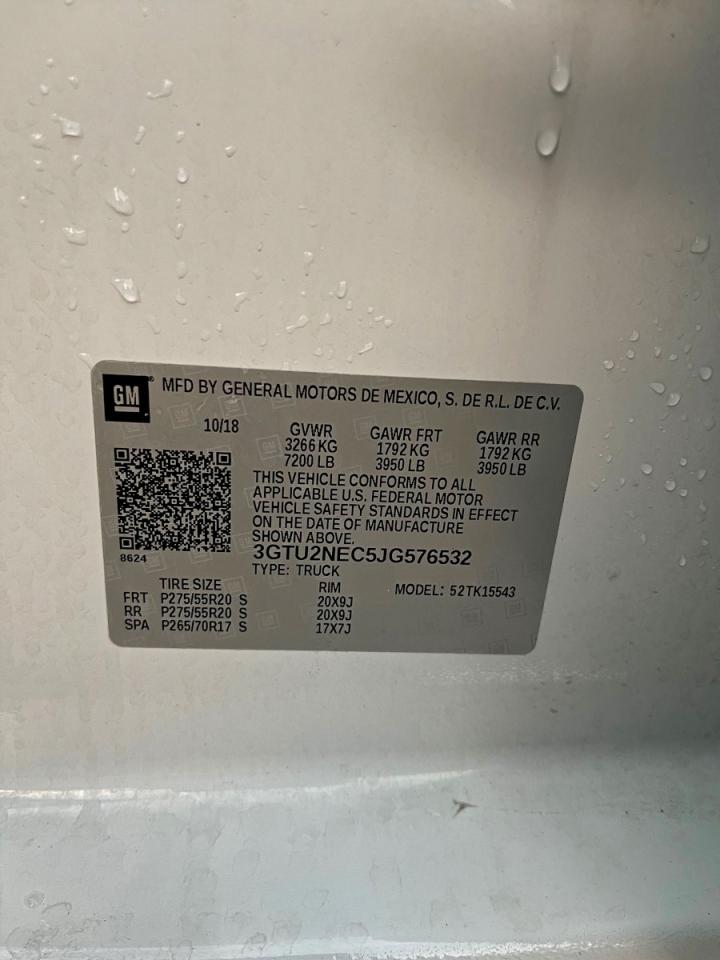 GM ® MFD BY GENERAL MOTORS DE MEXICO, S. DE R.L. DE C.V.
10/18 GVWR GAWR FRT GAWR RR
3266 KG 1792 KG 1792 KG
7200 LB 3950 LB 3950 LB
THIS VEHICLE CONFORMS TO ALL
APPLICABLE U.S. FEDERAL MOTOR
VEHICLE SAFETY STANDARDS IN EFFECT
ON THE DATE OF MANUFACTURE
SHOWN ABOVE.
8624
3GTU2NEC5JG576532
TYPE: TRUCK
TIRE SIZE RIM MODEL: 52TK15543
FRT P275/55R20 S 20X9J
RR P275/55R20 S 20X9J
SPA P265/70R17 S 17X7J